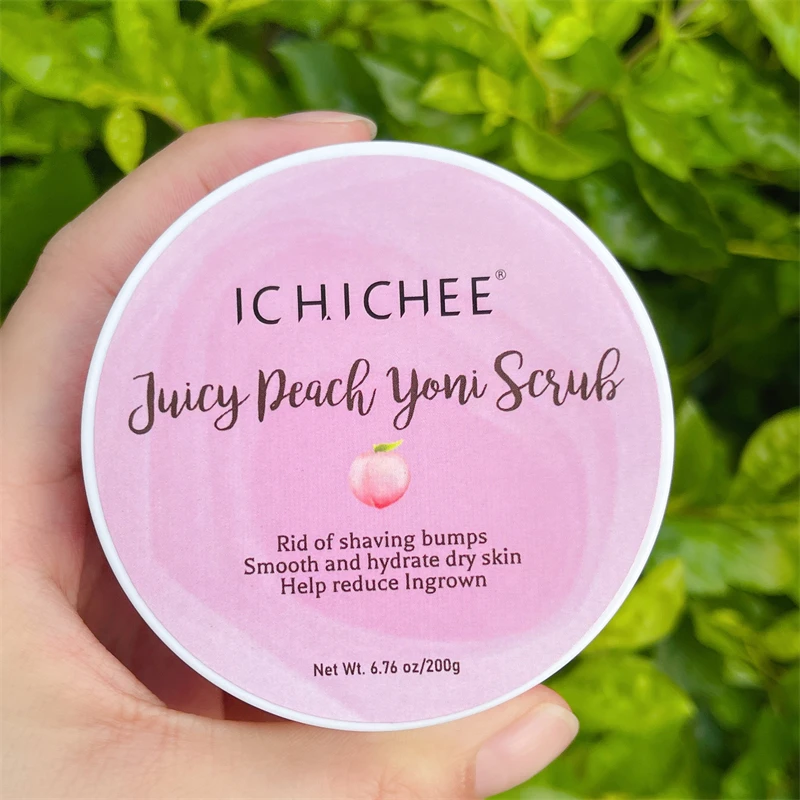 ICHICHEE®
Juicy Peach Yoni Scrub
Rid of shaving bumps
Smooth and hydrate dry skin
Help reduce Ingrown
Net Wt. 6.76 oz/200g